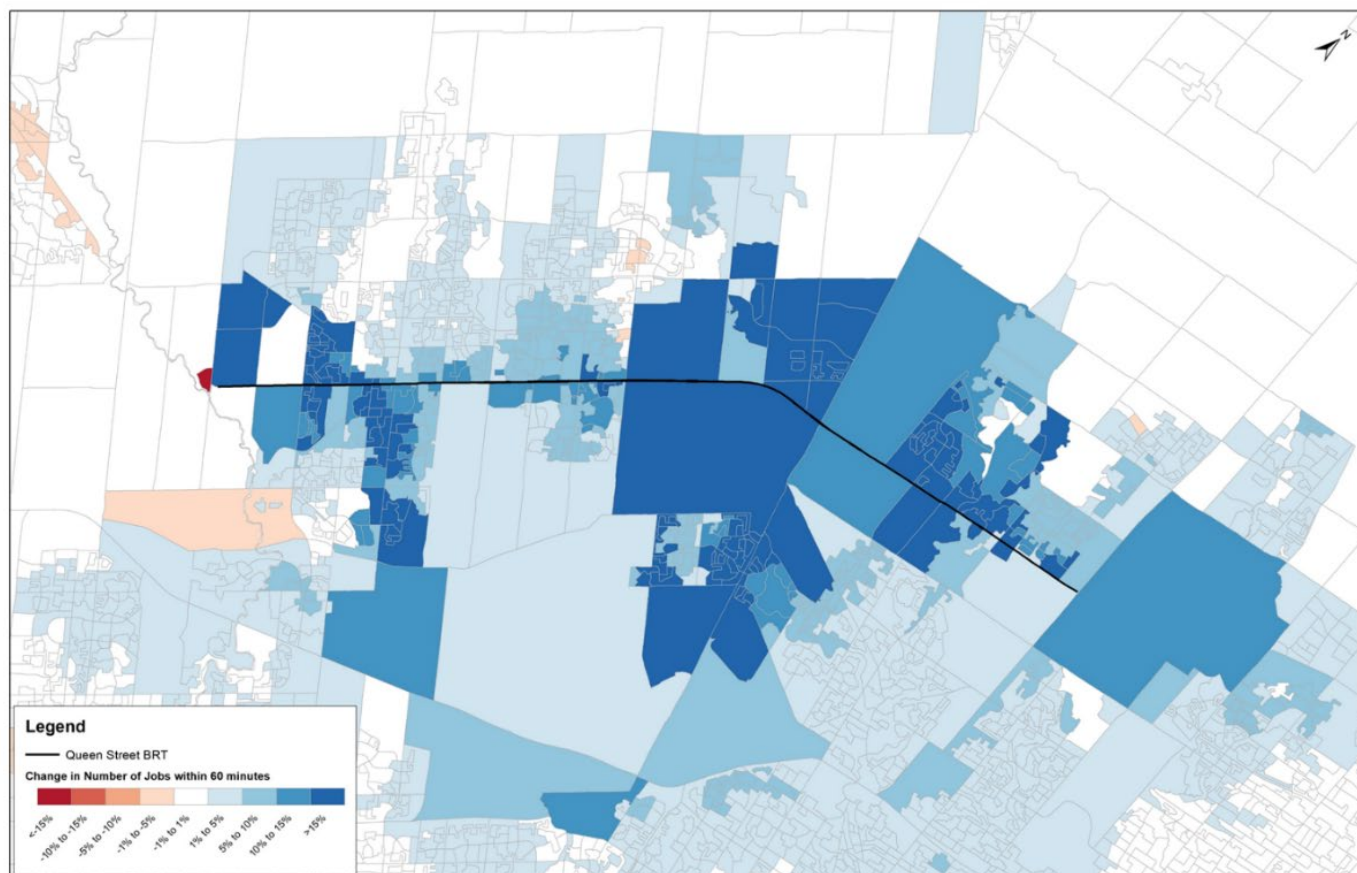 N
Legend
Queen Street BRT
Change in Number of Jobs within 60 minutes
<-15%
-10% to -15%
-5% to -10%
-1% to -5%
-1% to 1%
1% to 5%
5% to 10%
10% to 15%
>15%